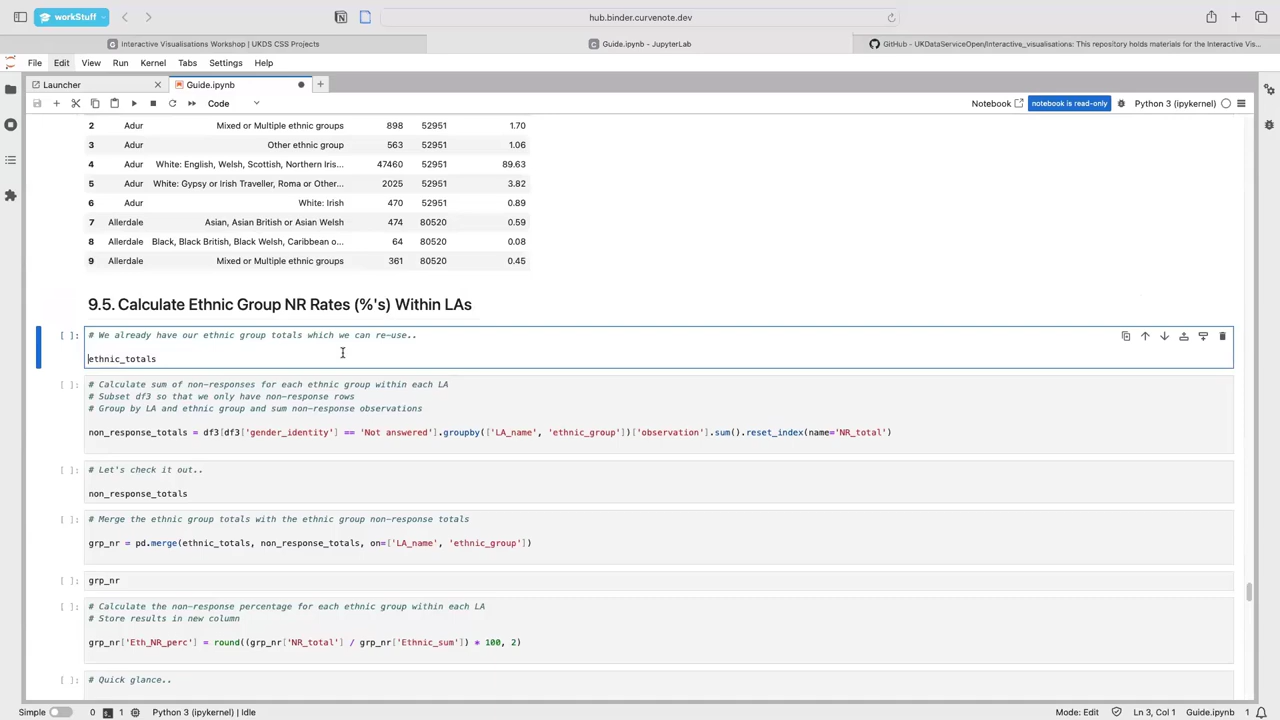 workStuff
hub.binder.curvenote.dev
Interactive Visualisations Workshop | UKDS CSS Projects
Guide.ipynb - JupyterLab
GitHub - UKDataServiceOpen/Interactive_visualisations: This repository holds materials for the Interactive Vis...
File Edit View Run Kernel Tabs Settings Help
Launcher
Guide.ipynb
Code
Notebook
notebook is read-only
Python 3 (ipykernel)
2 Adur Mixed or Multiple ethnic groups 898 52951 1.70
3 Adur Other ethnic group 563 52951 1.06
4 Adur White: English, Welsh, Scottish, Northern Iris... 47460 52951 89.63
5 Adur White: Gypsy or Irish Traveller, Roma or Other... 2025 52951 3.82
6 Adur White: Irish 470 52951 0.89
7 Allerdale Asian, Asian British or Asian Welsh 474 80520 0.59
8 Allerdale Black, Black British, Black Welsh, Caribbean o... 64 80520 0.08
9 Allerdale Mixed or Multiple ethnic groups 361 80520 0.45
9.5. Calculate Ethnic Group NR Rates (%'s) Within LAs
[ ]: # We already have our ethnic group totals which we can re-use..
ethnic_totals
[ ]: # Calculate sum of non-responses for each ethnic group within each LA
# Subset df3 so that we only have non-response rows
# Group by LA and ethnic group and sum non-response observations
non_response_totals = df3[df3['gender_identity'] == 'Not answered'].groupby(['LA_name', 'ethnic_group'])['observation'].sum().reset_index(name='NR_total')
[ ]: # Let's check it out..
non_response_totals
[ ]: # Merge the ethnic group totals with the ethnic group non-response totals
grp_nr = pd.merge(ethnic_totals, non_response_totals, on=['LA_name', 'ethnic_group'])
[ ]: grp_nr
[ ]: # Calculate the non-response percentage for each ethnic group within each LA
# Store results in new column
grp_nr['Eth_NR_perc'] = round((grp_nr['NR_total'] / grp_nr['Ethnic_sum']) * 100, 2)
[ ]: # Quick glance..
Simple 0 1 Python 3 (ipykernel) | Idle
Mode: Edit Ln 3, Col 1 Guide.ipynb 1